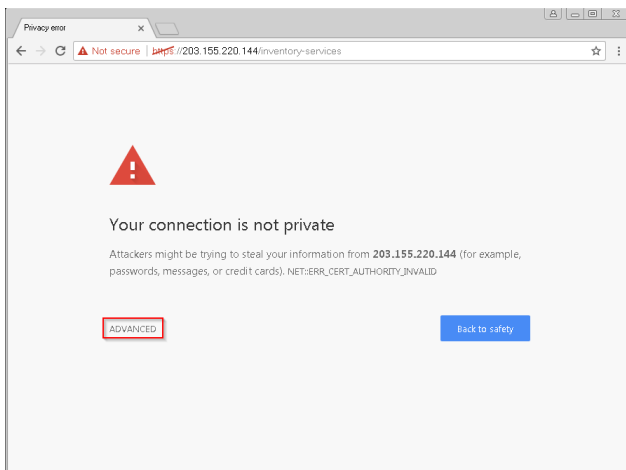 Privacy error
Not secure | https://203.155.220.144/inventory-services
Your connection is not private
Attackers might be trying to steal your information from 203.155.220.144 (for example,
passwords, messages, or credit cards). NET::ERR_CERT_AUTHORITY_INVALID
ADVANCED
Back to safety